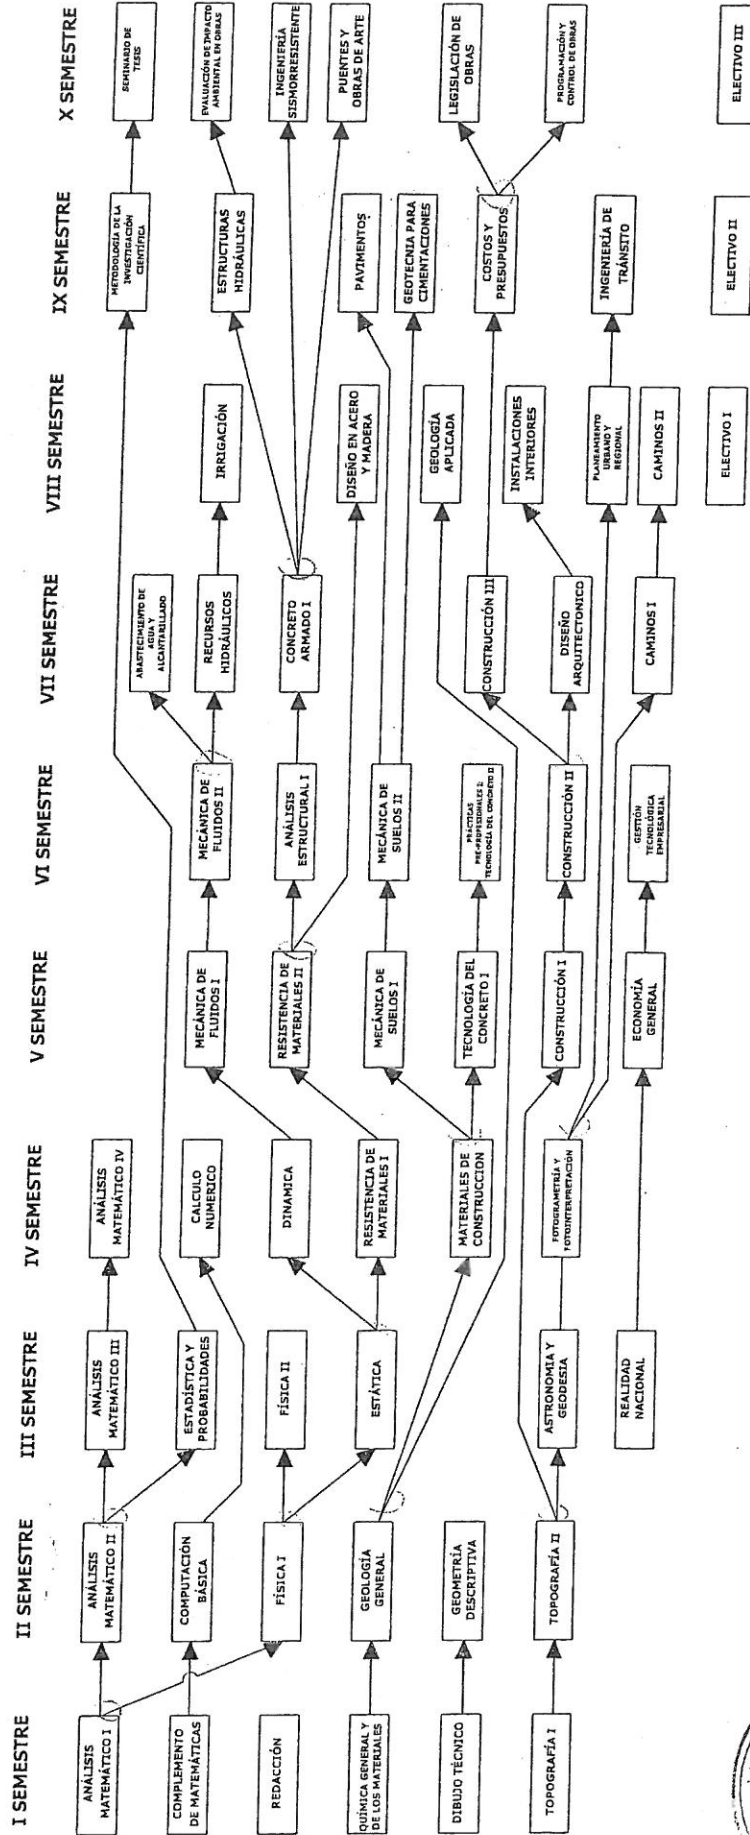 I SEMESTRE
ANÁLISIS
MATEMÁTICO I
COMPLEMENTO
DE MATEMÁTICAS
REDACCIÓN
QUÍMICA GENERAL Y
DE LOS MATERIALES
DIBUJO TÉCNICO
TOPOGRAFÍA I
II SEMESTRE
ANÁLISIS
MATEMÁTICO II
COMPUTACIÓN
BÁSICA
FÍSICA I
GEOLOGÍA
GENERAL
GEOMETRÍA
DESCRIPTIVA
TOPOGRAFÍA II
III SEMESTRE
ANÁLISIS
MATEMÁTICO III
ESTADÍSTICA Y
PROBABILIDADES
FÍSICA II
ESTÁTICA
ASTRONOMIA Y
GEODESIA
REALIDAD
NACIONAL
IV SEMESTRE
ANÁLISIS
MATEMÁTICO IV
CALCULO
NUMERICO
DINAMICA
RESISTENCIA DE
MATERIALES I
MATERIALES DE
CONSTRUCCION
FOTOGRAMETRÍA Y
FOTOINTERPRETACIÓN
V SEMESTRE
MECÁNICA DE
FLUIDOS I
RESISTENCIA DE
MATERIALES II
MECÁNICA DE
SUELOS I
TECNOLOGÍA DEL
CONCRETO I
CONSTRUCCIÓN I
ECONOMÍA
GENERAL
VI SEMESTRE
MECÁNICA DE
FLUIDOS II
ANÁLISIS
ESTRUCTURAL I
MECÁNICA DE
SUELOS II
PRÁCTICAS
PRE-PROFESIONALES I:
TECNOLOGÍA DEL CONCRETO II
CONSTRUCCIÓN II
GESTIÓN
TECNOLÓGICA
EMPRESARIAL
VII SEMESTRE
ABASTECIMIENTO DE
AGUA Y
ALCANTARILLADO
RECURSOS
HIDRÁULICOS
CONCRETO
ARMADO I
CONSTRUCCIÓN III
DISEÑO
ARQUITECTONICO
CAMINOS I
VIII SEMESTRE
IRRIGACIÓN
DISEÑO EN ACERO
Y MADERA
GEOLOGÍA
APLICADA
INSTALACIONES
INTERIORES
PLANEAMIENTO
URBANO Y
REGIONAL
CAMINOS II
ELECTIVO I
IX SEMESTRE
METODOLOGIA DE LA
INVESTIGACIÓN
CIENTÍFICA
ESTRUCTURAS
HIDRÁULICAS
PAVIMENTOS
GEOTECNIA PARA
CIMENTACIONES
COSTOS Y
PRESUPUESTOS
INGENIERÍA DE
TRÁNSITO
ELECTIVO II
X SEMESTRE
SEMINARIO DE
TESIS
EVALUACIÓN DE IMPACTO
AMBIENTAL EN OBRAS
INGENIERÍA
SISMORRESISTENTE
PUENTES Y
OBRAS DE ARTE
LEGISLACIÓN DE
OBRAS
PROGRAMACIÓN Y
CONTROL DE OBRAS
ELECTIVO III